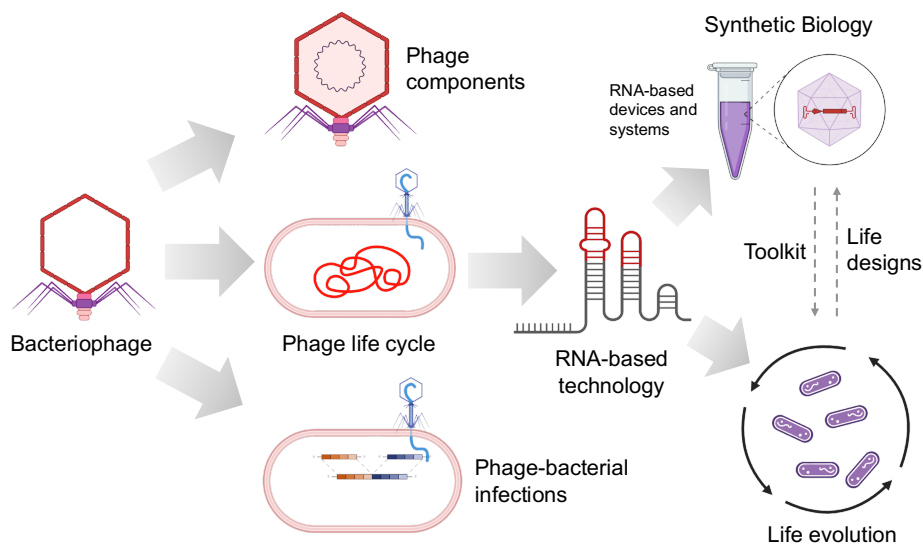 Synthetic Biology
Phage
components
RNA-based
devices and
systems
Toolkit
Life
designs
Bacteriophage
Phage life cycle
RNA-based
technology
Phage-bacterial
infections
Life evolution